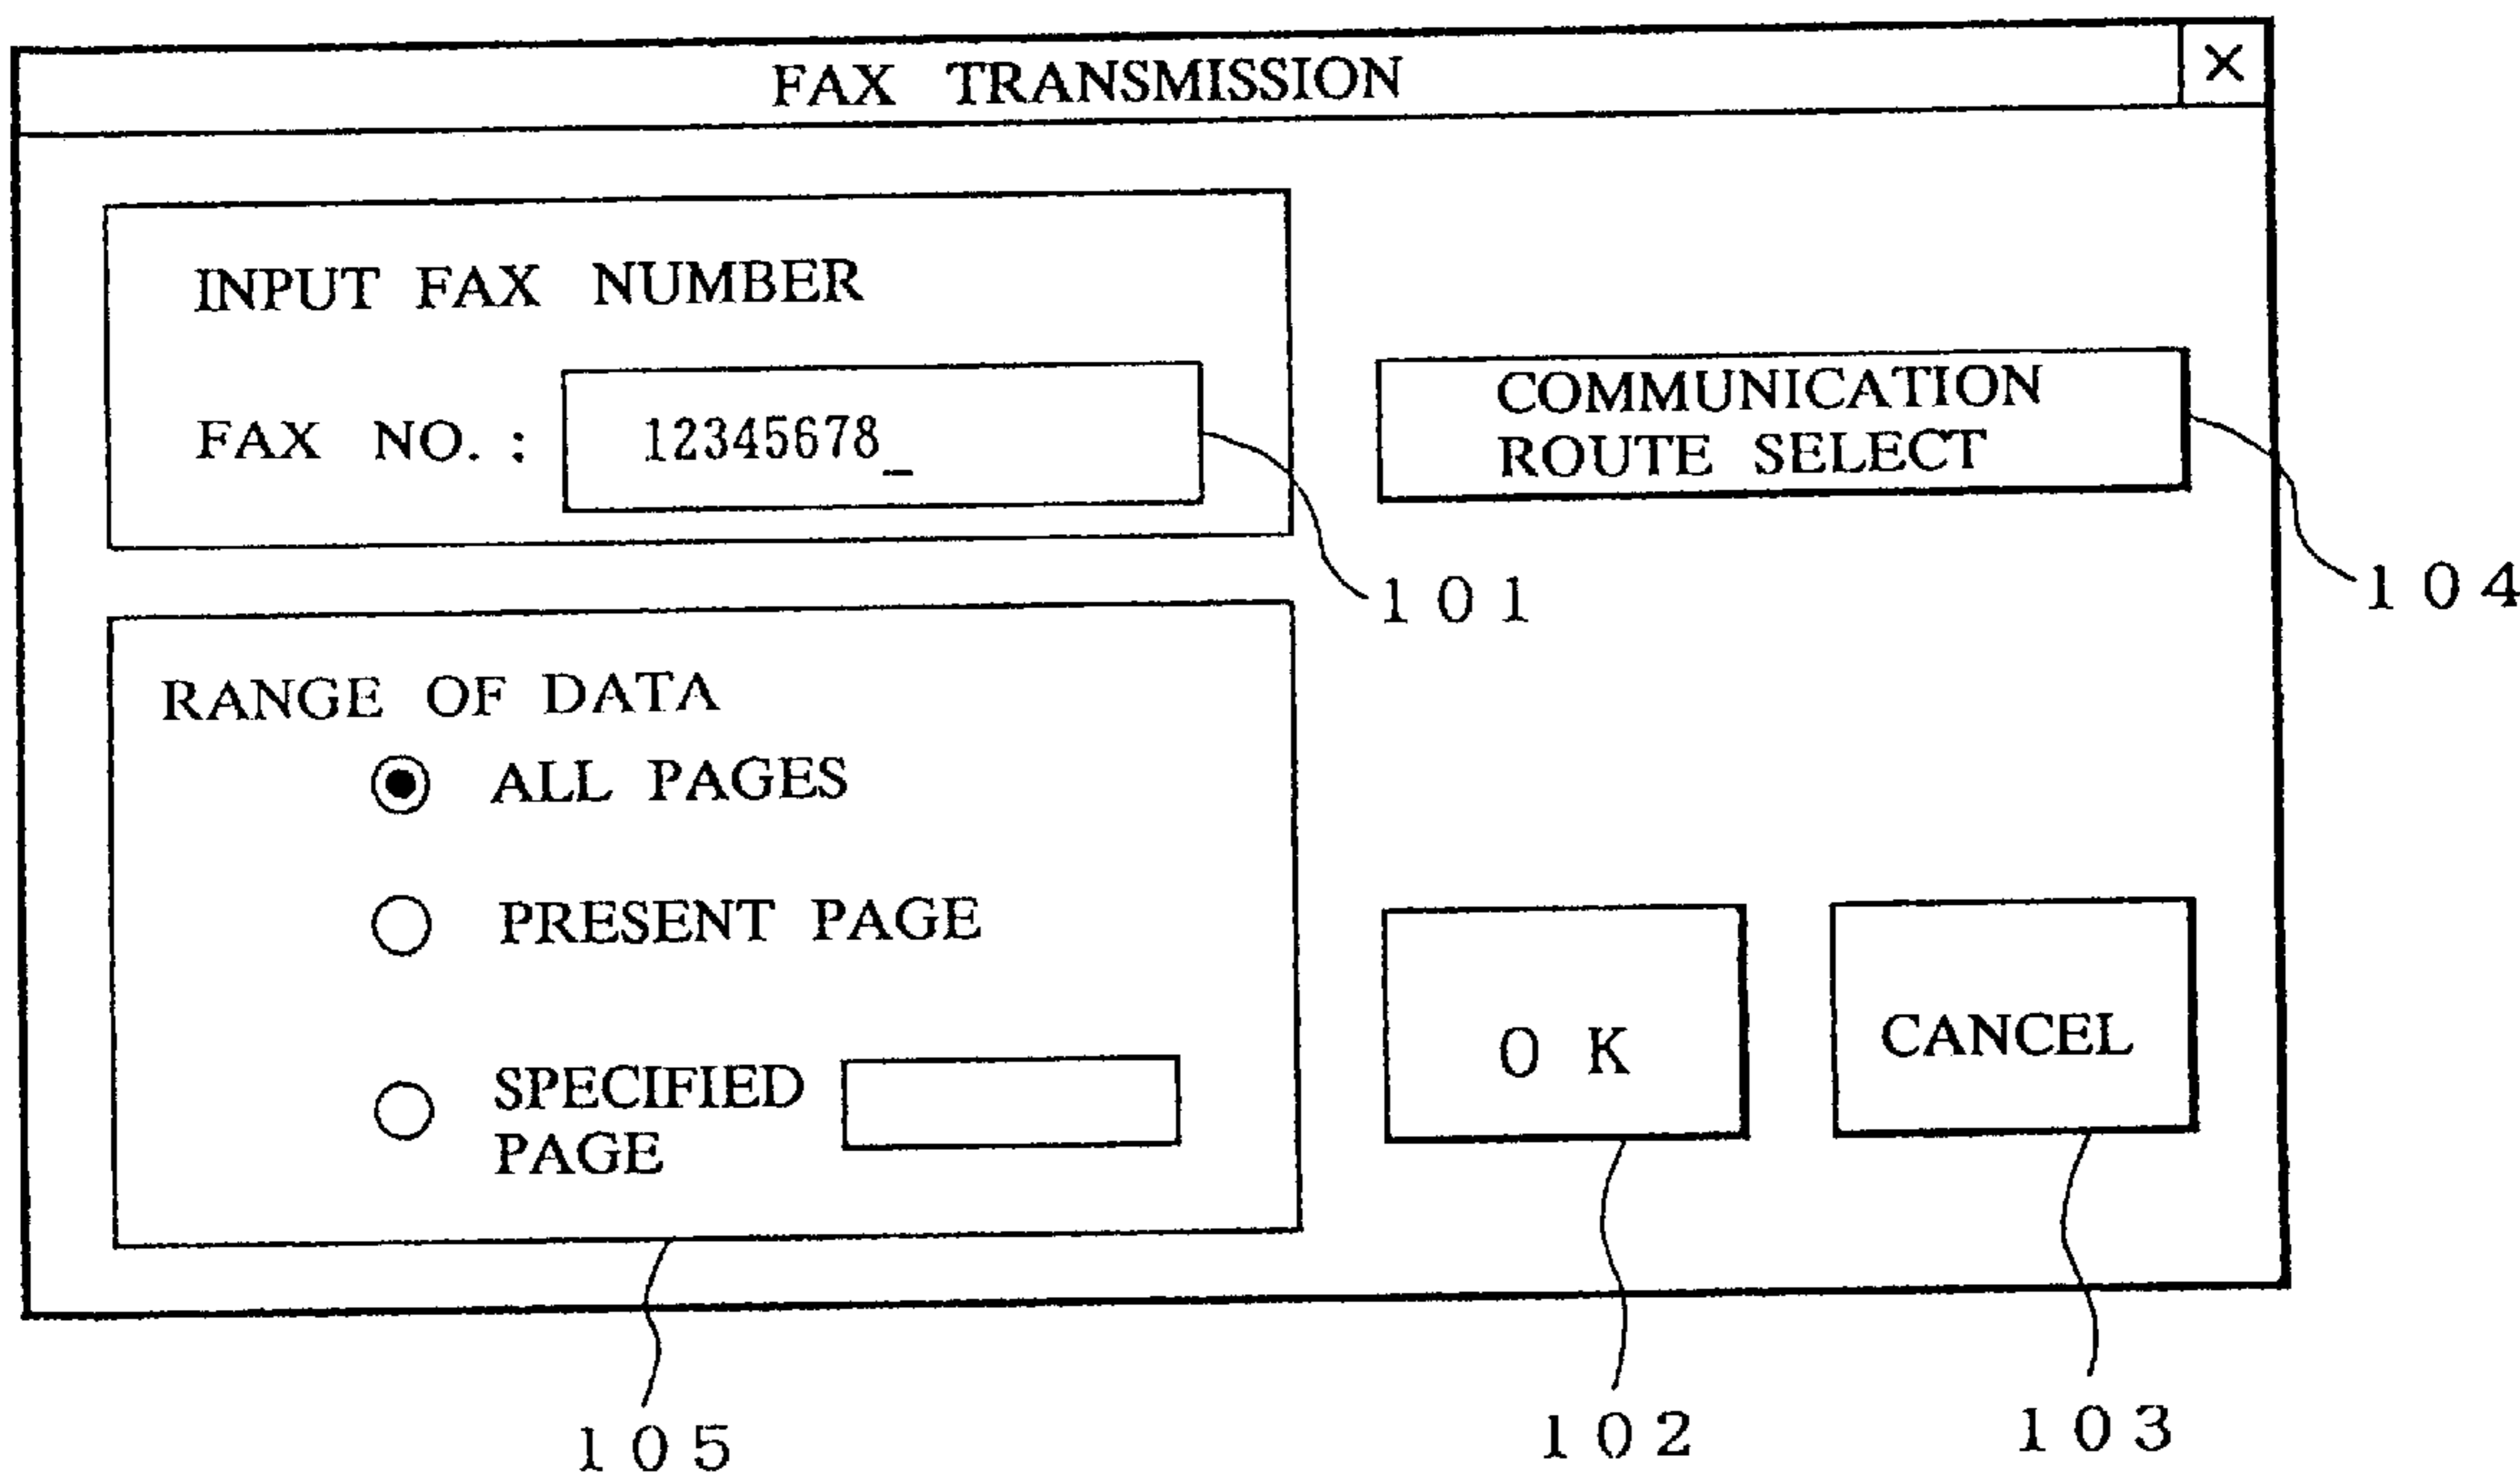 FAX TRANSMISSION X
INPUT FAX NUMBER
FAX NO. : 12345678_
COMMUNICATION
ROUTE SELECT
101
104
RANGE OF DATA
ALL PAGES
PRESENT PAGE
SPECIFIED
PAGE
OK
CANCEL
105
102
103